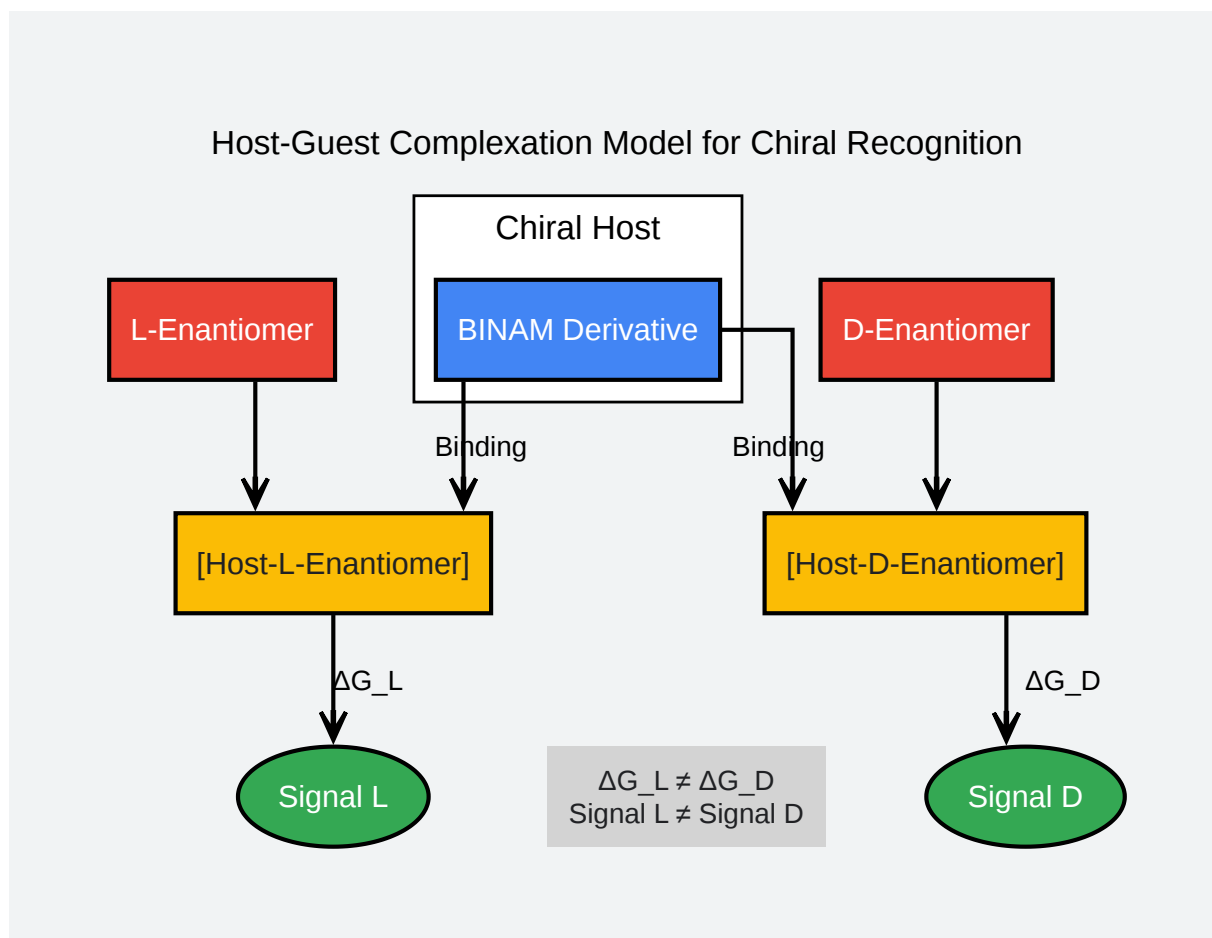 Host-Guest Complexation Model for Chiral Recognition
Chiral Host
L-Enantiomer
BINAM Derivative
D-Enantiomer
Binding
Binding
[Host-L-Enantiomer]
[Host-D-Enantiomer]
ΔG_L
ΔG_D
Signal L
ΔG_L ≠ ΔG_D
Signal L ≠ Signal D
Signal D